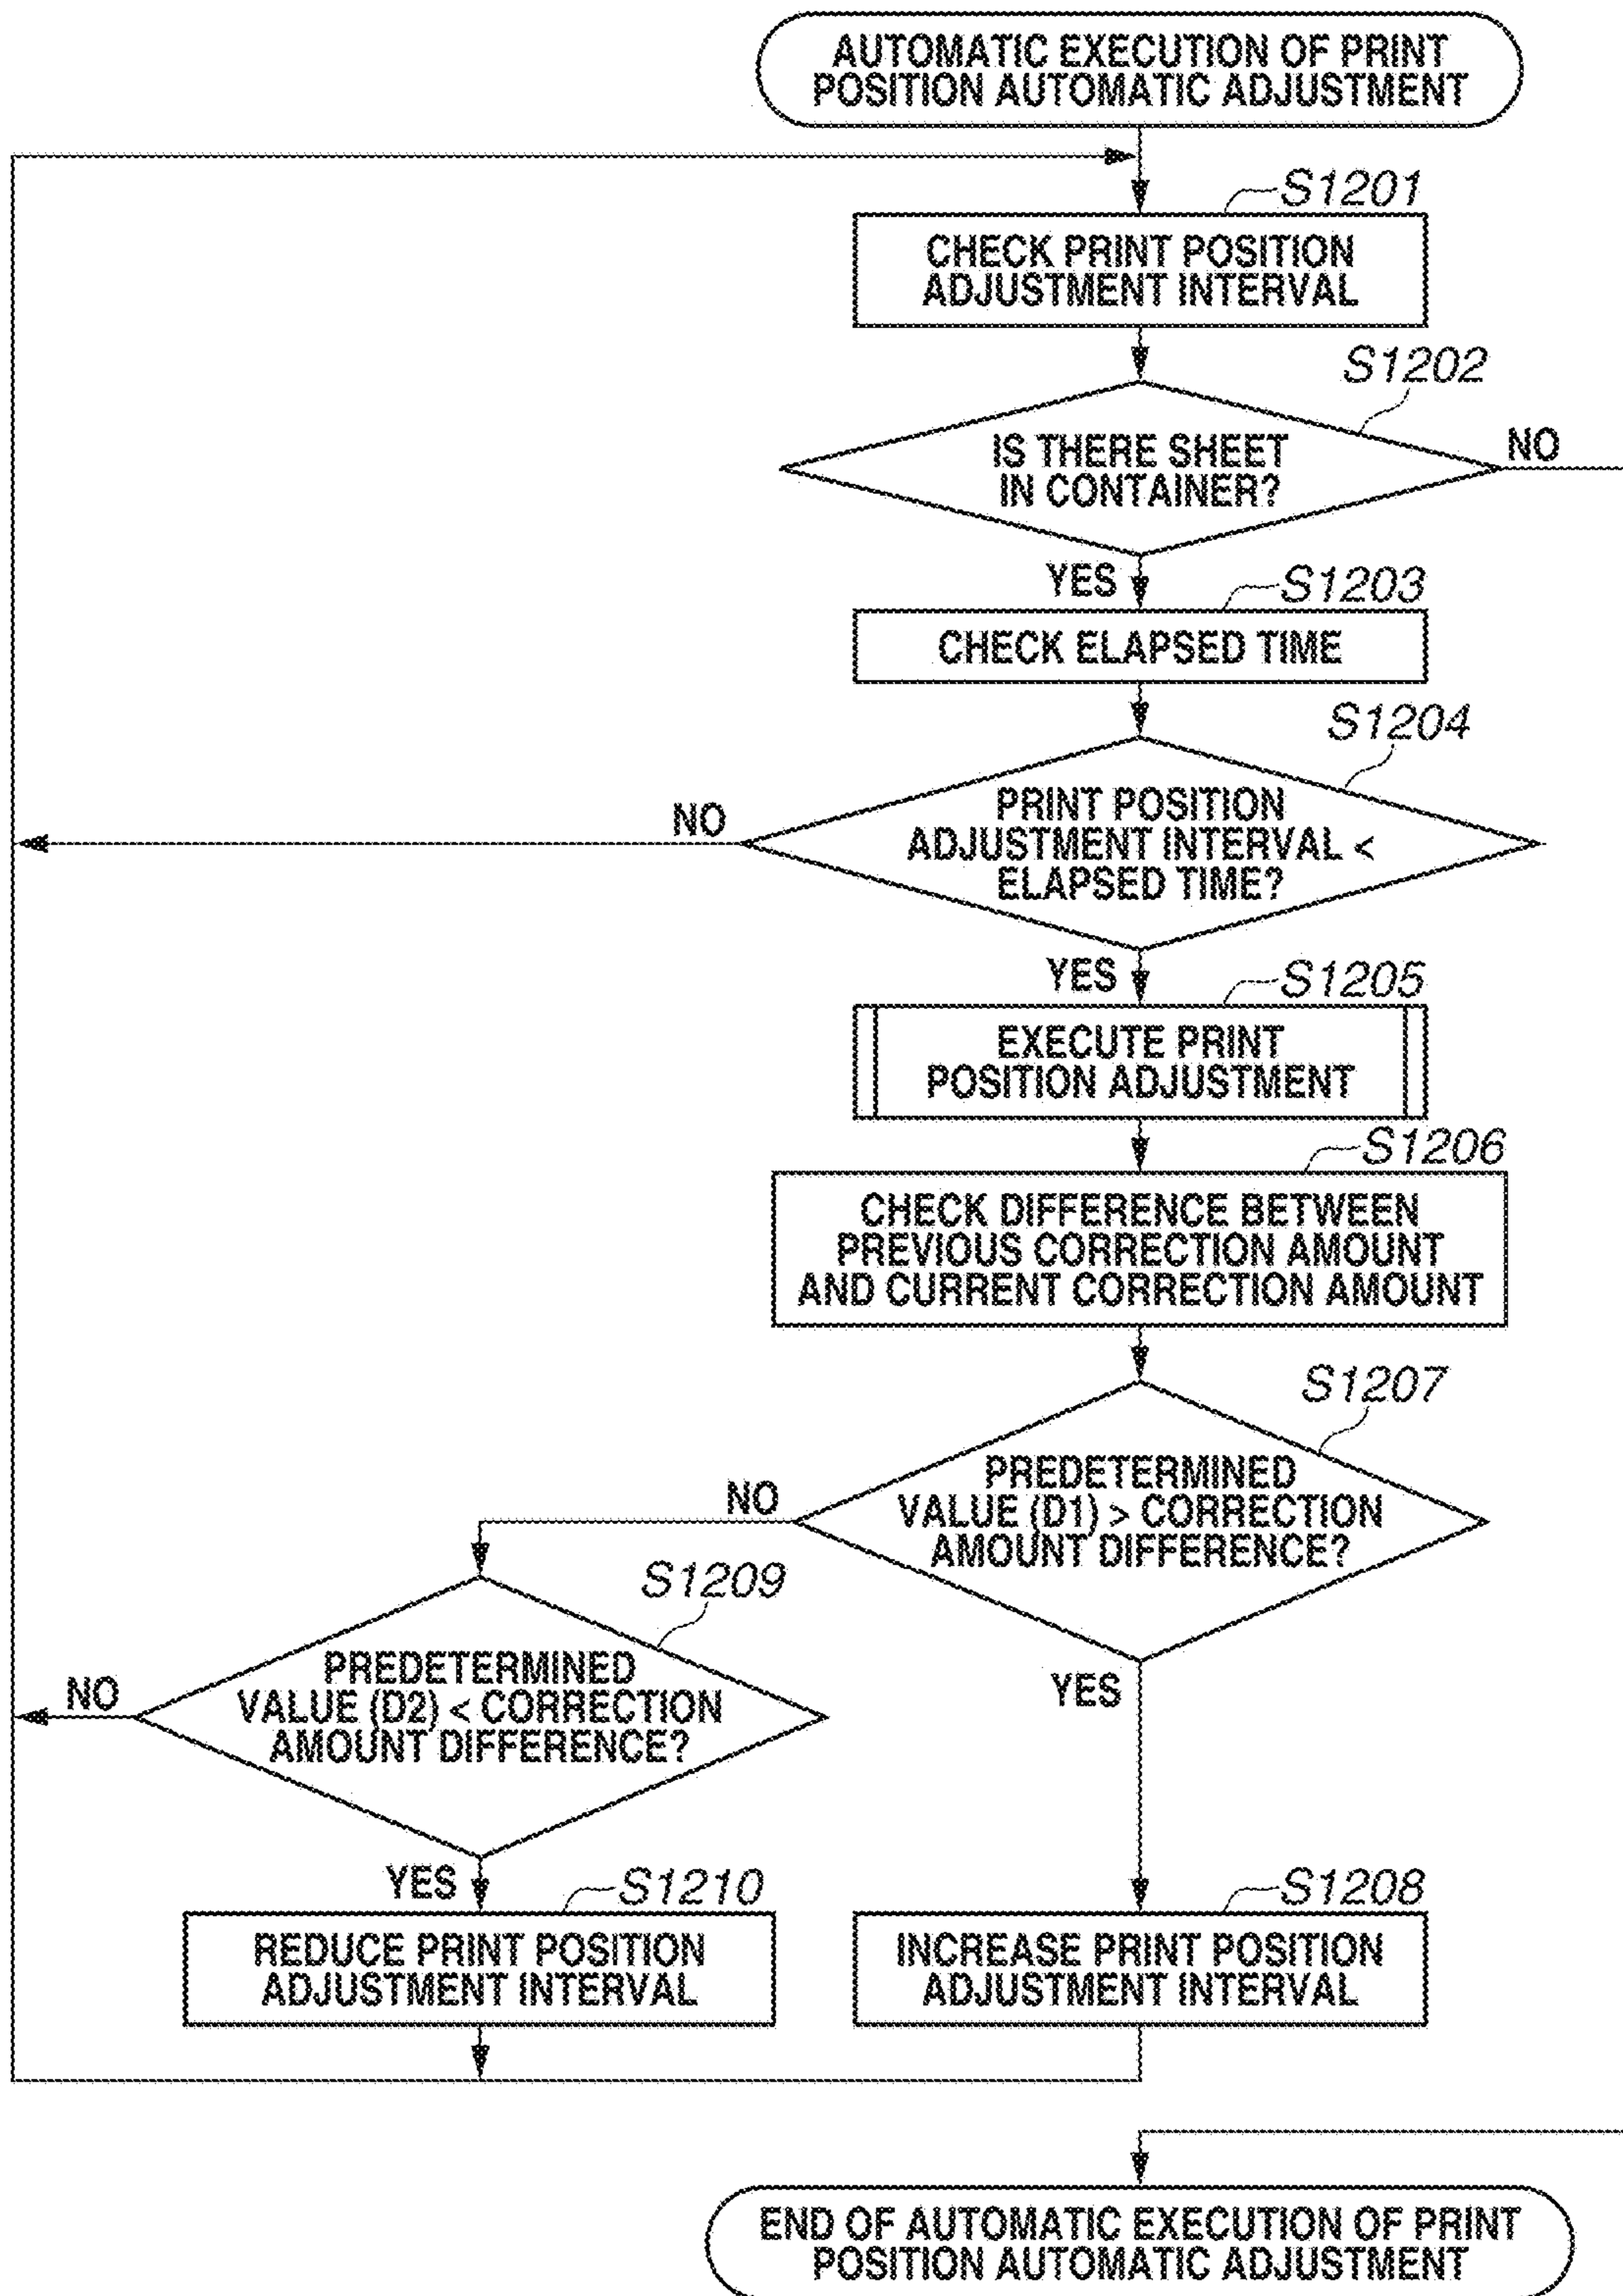 AUTOMATIC EXECUTION OF PRINT
POSITION AUTOMATIC ADJUSTMENT
S1201
CHECK PRINT POSITION
ADJUSTMENT INTERVAL
S1202
IS THERE SHEET
IN CONTAINER?
NO
YES
S1203
CHECK ELAPSED TIME
S1204
PRINT POSITION
ADJUSTMENT INTERVAL <
ELAPSED TIME?
NO
YES
S1205
EXECUTE PRINT
POSITION ADJUSTMENT
S1206
CHECK DIFFERENCE BETWEEN
PREVIOUS CORRECTION AMOUNT
AND CURRENT CORRECTION AMOUNT
S1207
PREDETERMINED
VALUE (D1) > CORRECTION
AMOUNT DIFFERENCE?
NO
YES
S1209
PREDETERMINED
VALUE (D2) < CORRECTION
AMOUNT DIFFERENCE?
NO
YES
S1210
REDUCE PRINT POSITION
ADJUSTMENT INTERVAL
S1208
INCREASE PRINT POSITION
ADJUSTMENT INTERVAL
END OF AUTOMATIC EXECUTION OF PRINT
POSITION AUTOMATIC ADJUSTMENT